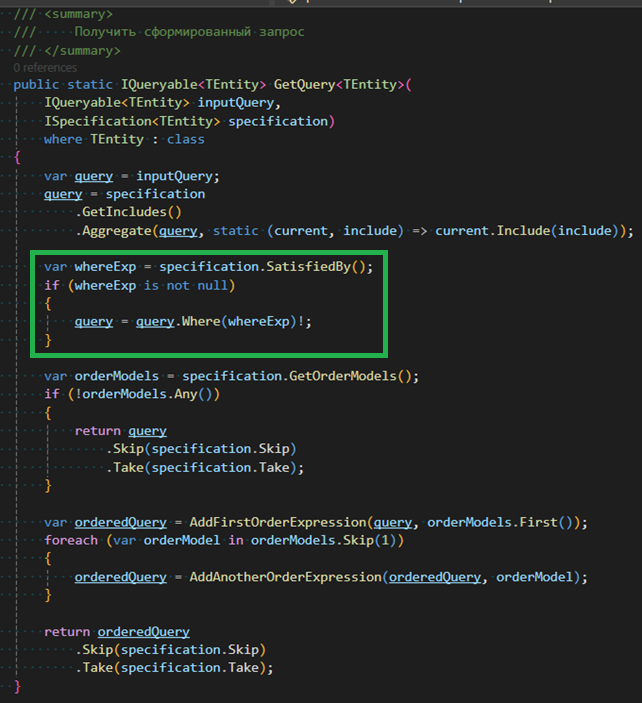 /// <summary>
///     Получить сформированный запрос
/// </summary>
0 references
public static IQueryable<TEntity> GetQuery<TEntity>(
    IQueryable<TEntity> inputQuery,
    ISpecification<TEntity> specification)
    where TEntity : class
{
    var query = inputQuery;
    query = specification
        .GetIncludes()
        .Aggregate(query, static (current, include) => current.Include(include));
    var whereExp = specification.SatisfiedBy();
    if (whereExp is not null)
    {
        query = query.Where(whereExp)!;
    }
    var orderModels = specification.GetOrderModels();
    if (!orderModels.Any())
    {
        return query
            .Skip(specification.Skip)
            .Take(specification.Take);
    }
    var orderedQuery = AddFirstOrderExpression(query, orderModels.First());
    foreach (var orderModel in orderModels.Skip(1))
    {
        orderedQuery = AddAnotherOrderExpression(orderedQuery, orderModel);
    }
    return orderedQuery
        .Skip(specification.Skip)
        .Take(specification.Take);
}